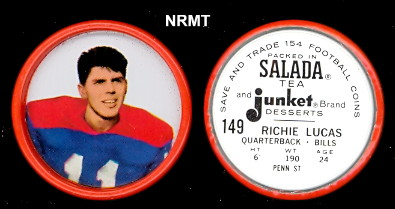 NRMT
11
SAVE AND TRADE 154 FOOTBALL COINS
PACKED IN
SALADA®
TEA
and Junket® Brand
DESSERTS
149
RICHIE LUCAS
QUARTERBACK · BILLS
HT WT AGE
6' 190 24
PENN ST